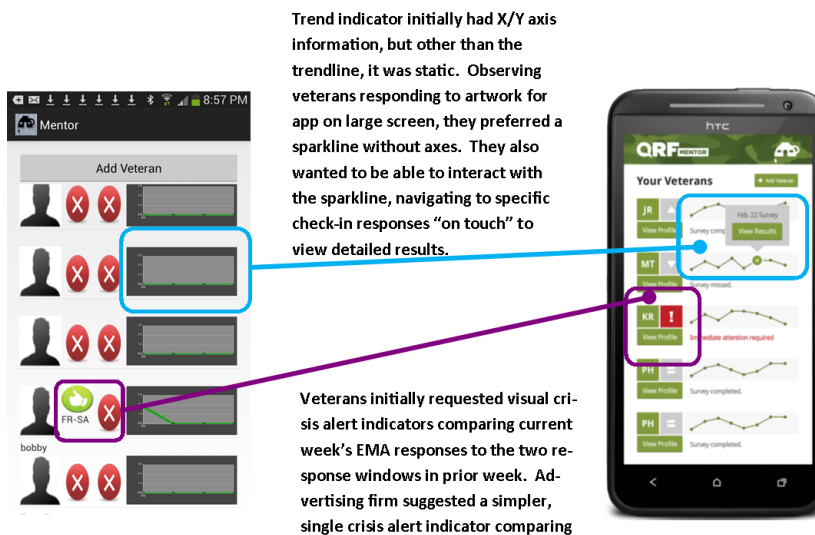 Trend indicator initially had X/Y axis
information, but other than the
trendline, it was static.  Observing
veterans responding to artwork for
app on large screen, they preferred a
sparkline without axes.  They also
wanted to be able to interact with
the sparkline, navigating to specific
check-in responses “on touch” to
view detailed results.
8:57 PM
Mentor
Add Veteran
FR-SA
bobby
Veterans initially requested visual cri-
sis alert indicators comparing current
week’s EMA responses to the two re-
sponse windows in prior week.  Ad-
vertising firm suggested a simpler,
single crisis alert indicator comparing
hTC
QRF MENTOR
Your Veterans
+ Add Veteran
JR
Feb, 22 Survey
View Results
View Profile
Survey comp
MT
View Profile
Survey missed.
KR !
View Profile
Immediate attention required
PH =
View Profile
Survey completed.
PH =
View Profile
Survey completed.